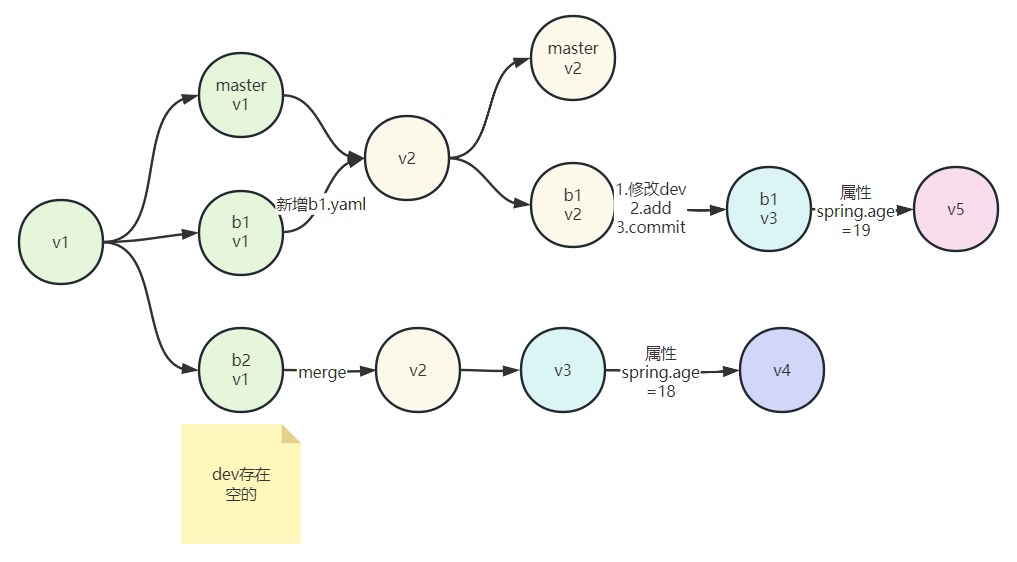 master
v2
master
v1
v2
b1
v1
新增b1.yaml
b1
v2
1.修改dev
2.add
3.commit
b1
v3
属性
spring.age
=19
v5
v1
b2
v1
merge
v2
v3
属性
spring.age
=18
v4
dev存在
空的